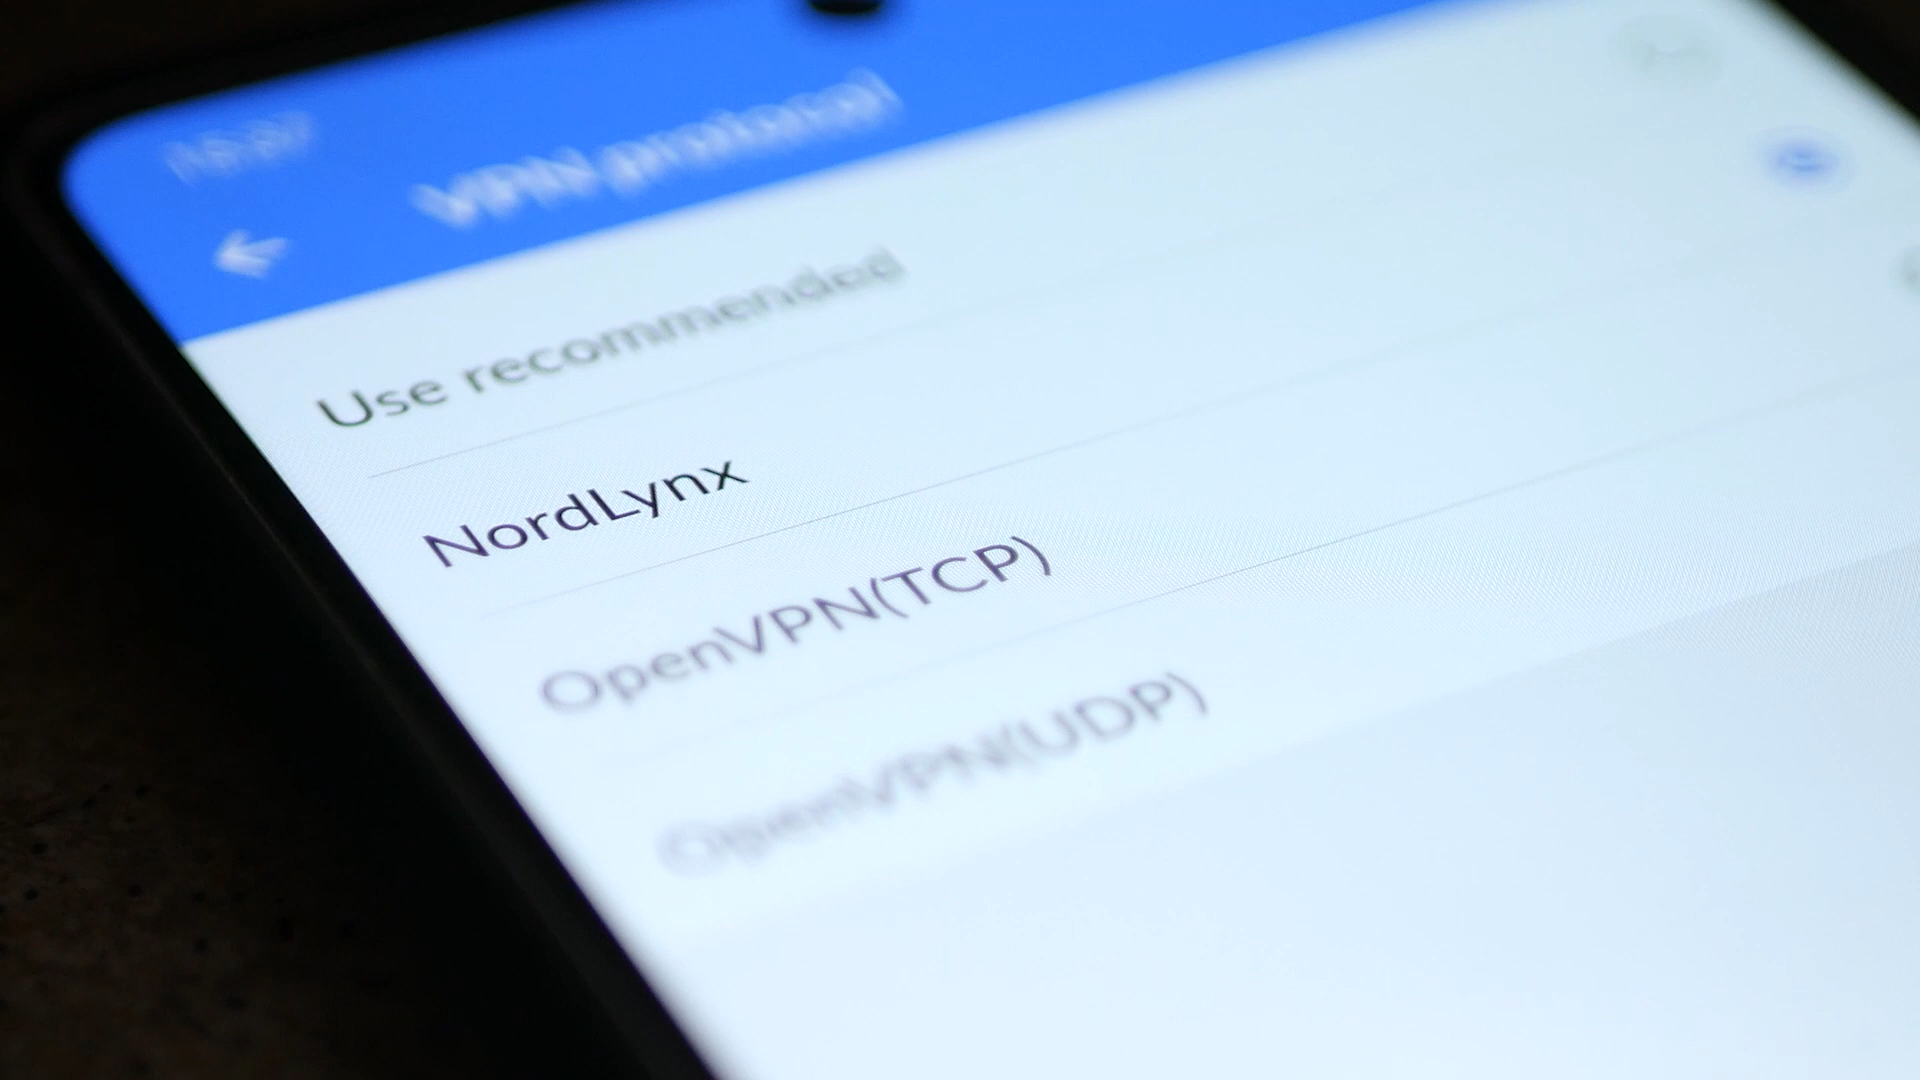 VPN protocol
Use recommended
NordLynx
OpenVPN(TCP)
OpenVPN(UDP)